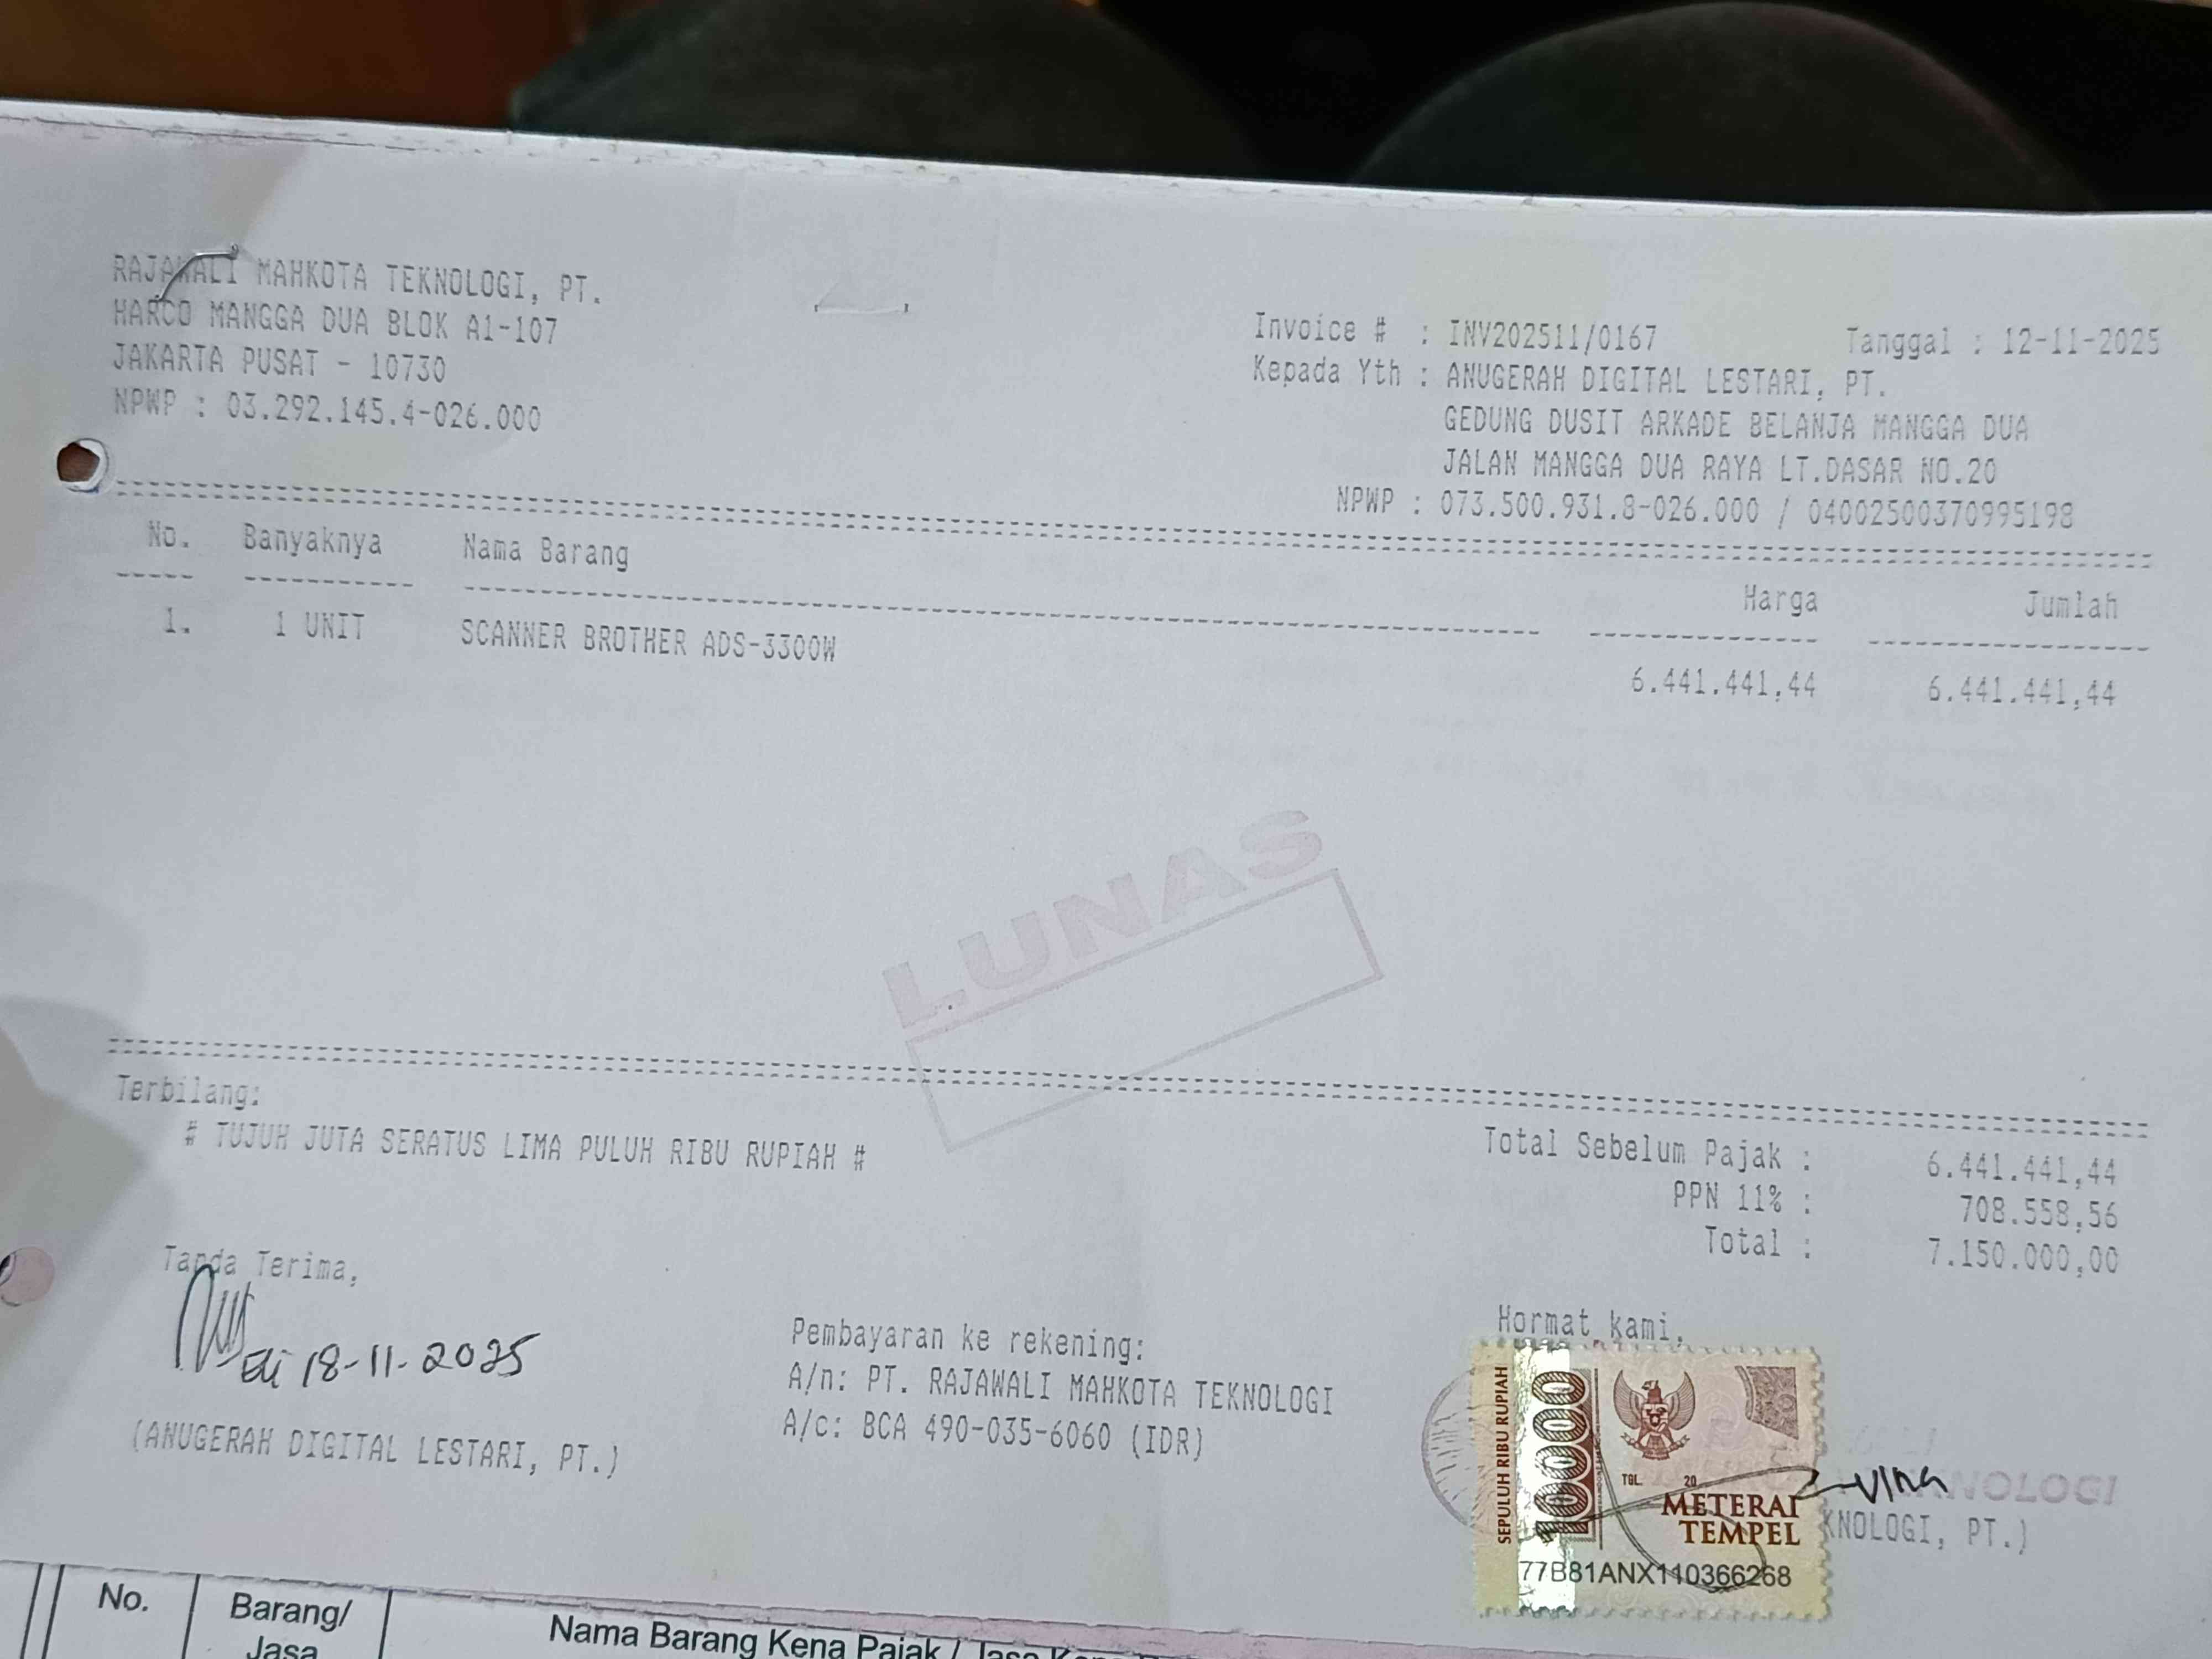 RAJAWALI MAHKOTA TEKNOLOGI, PT.
HARCO MANGGA DUA BLOK A1-107
JAKARTA PUSAT - 10730
NPWP : 03.292.145.4-026.000
Invoice # : INV202511/0167 Tanggal : 12-11-2025
Kepada Yth : ANUGERAH DIGITAL LESTARI, PT.
GEDUNG DUSIT ARKADE BELANJA MANGGA DUA
JALAN MANGGA DUA RAYA LT.DASAR NO.20
NPWP : 073.500.931.8-026.000 / 04002500370995198
No. Banyaknya Nama Barang Harga Jumlah
1. 1 UNIT SCANNER BROTHER ADS-3300W 6.441.441,44 6.441.441,44
LUNAS
Terbilang:
# TUJUH JUTA SERATUS LIMA PULUH RIBU RUPIAH #
Total Sebelum Pajak : 6.441.441,44
PPN 11% : 708.558,56
Total : 7.150.000,00
Tanda Terima,
18-11-2025
(ANUGERAH DIGITAL LESTARI, PT.)
Pembayaran ke rekening:
A/n: PT. RAJAWALI MAHKOTA TEKNOLOGI
A/c: BCA 490-035-6060 (IDR)
Hormat kami,
SEPULUH RIBU RUPIAH
10000
TGL. 20
METERAI
TEMPEL
77B81ANX110366268
VINA
NOLOGI
KNOLOGI, PT.)
No.
Barang/
Jasa
Nama Barang Kena Pajak /